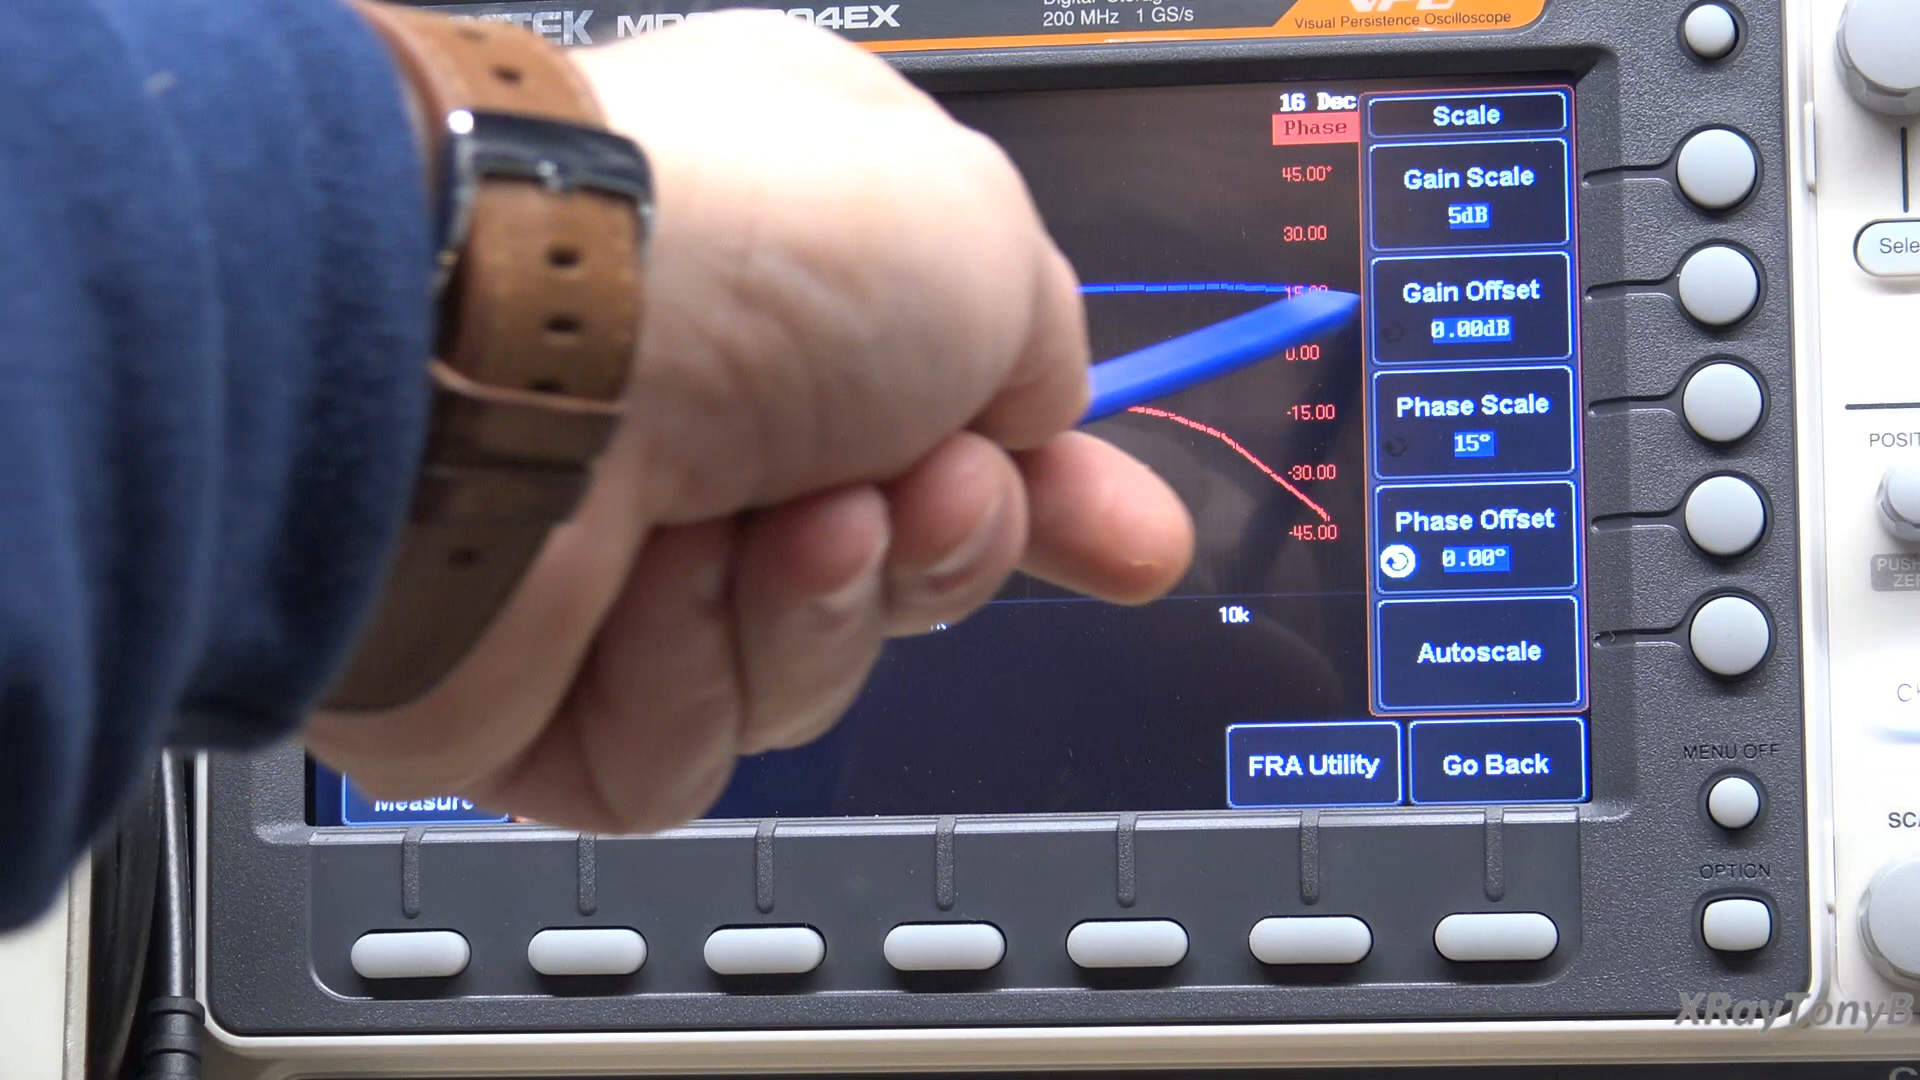 200 MHz 1 GS/s
Visual Persistence Oscilloscope
16 Dec
Phase
45.00°
30.00
15.00
0.00
-15.00
-30.00
-45.00
10k
Scale
Gain Scale
5dB
Gain Offset
0.00dB
Phase Scale
15°
Phase Offset
0.00°
Autoscale
FRA Utility
Go Back
MENU OFF
OPTION
XRayTonyB